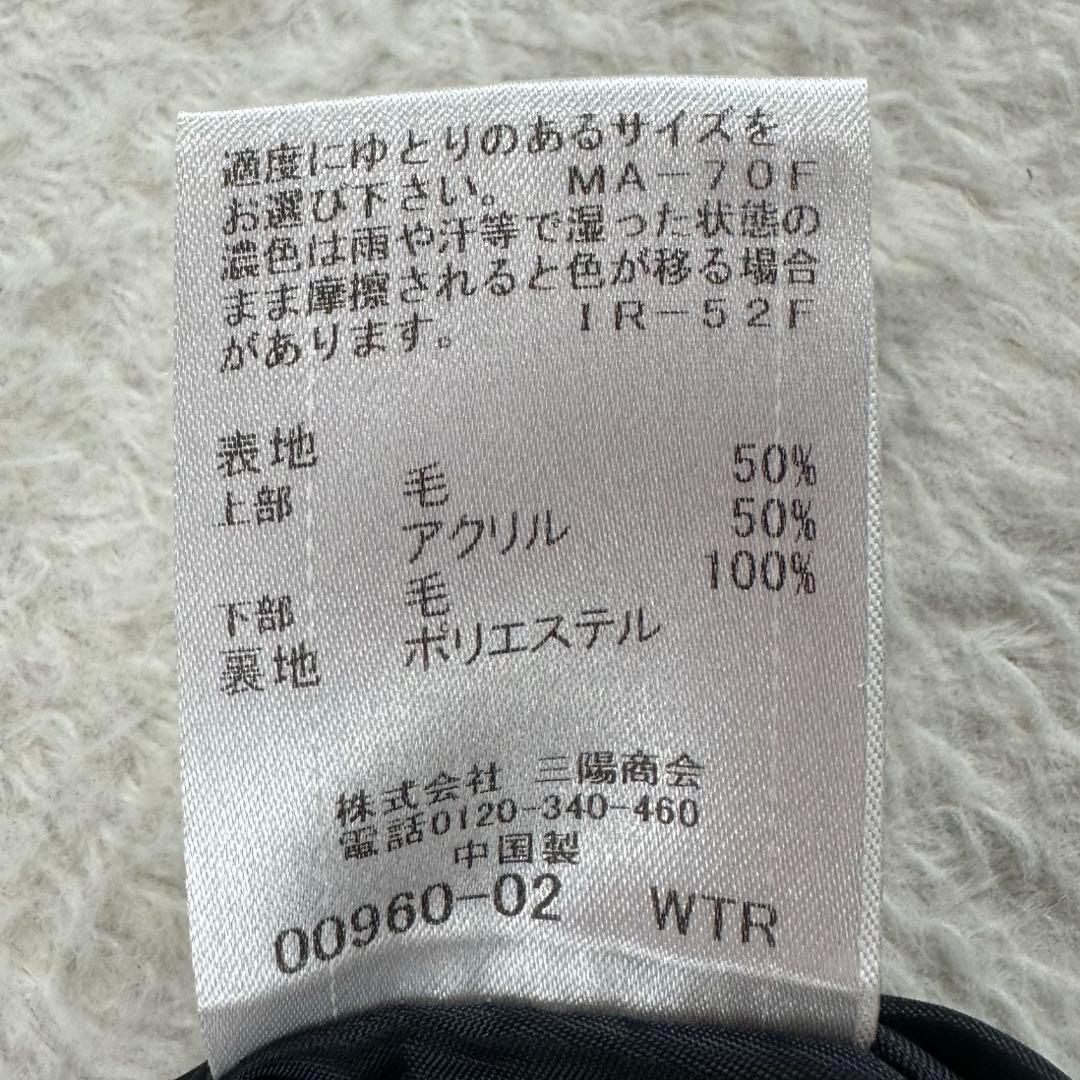 適度にゆとりのあるサイズを
お選び下さい。 MA-70F
濃色は雨や汗等で湿った状態の
まま摩擦されると色が移る場合
があります。 IR-52F
表地
上部 毛 50%
アクリル 50%
下部 毛 100%
裏地 ポリエステル
株式会社 三陽商会
電話0120-340-460
中国製
00960-02 WTR